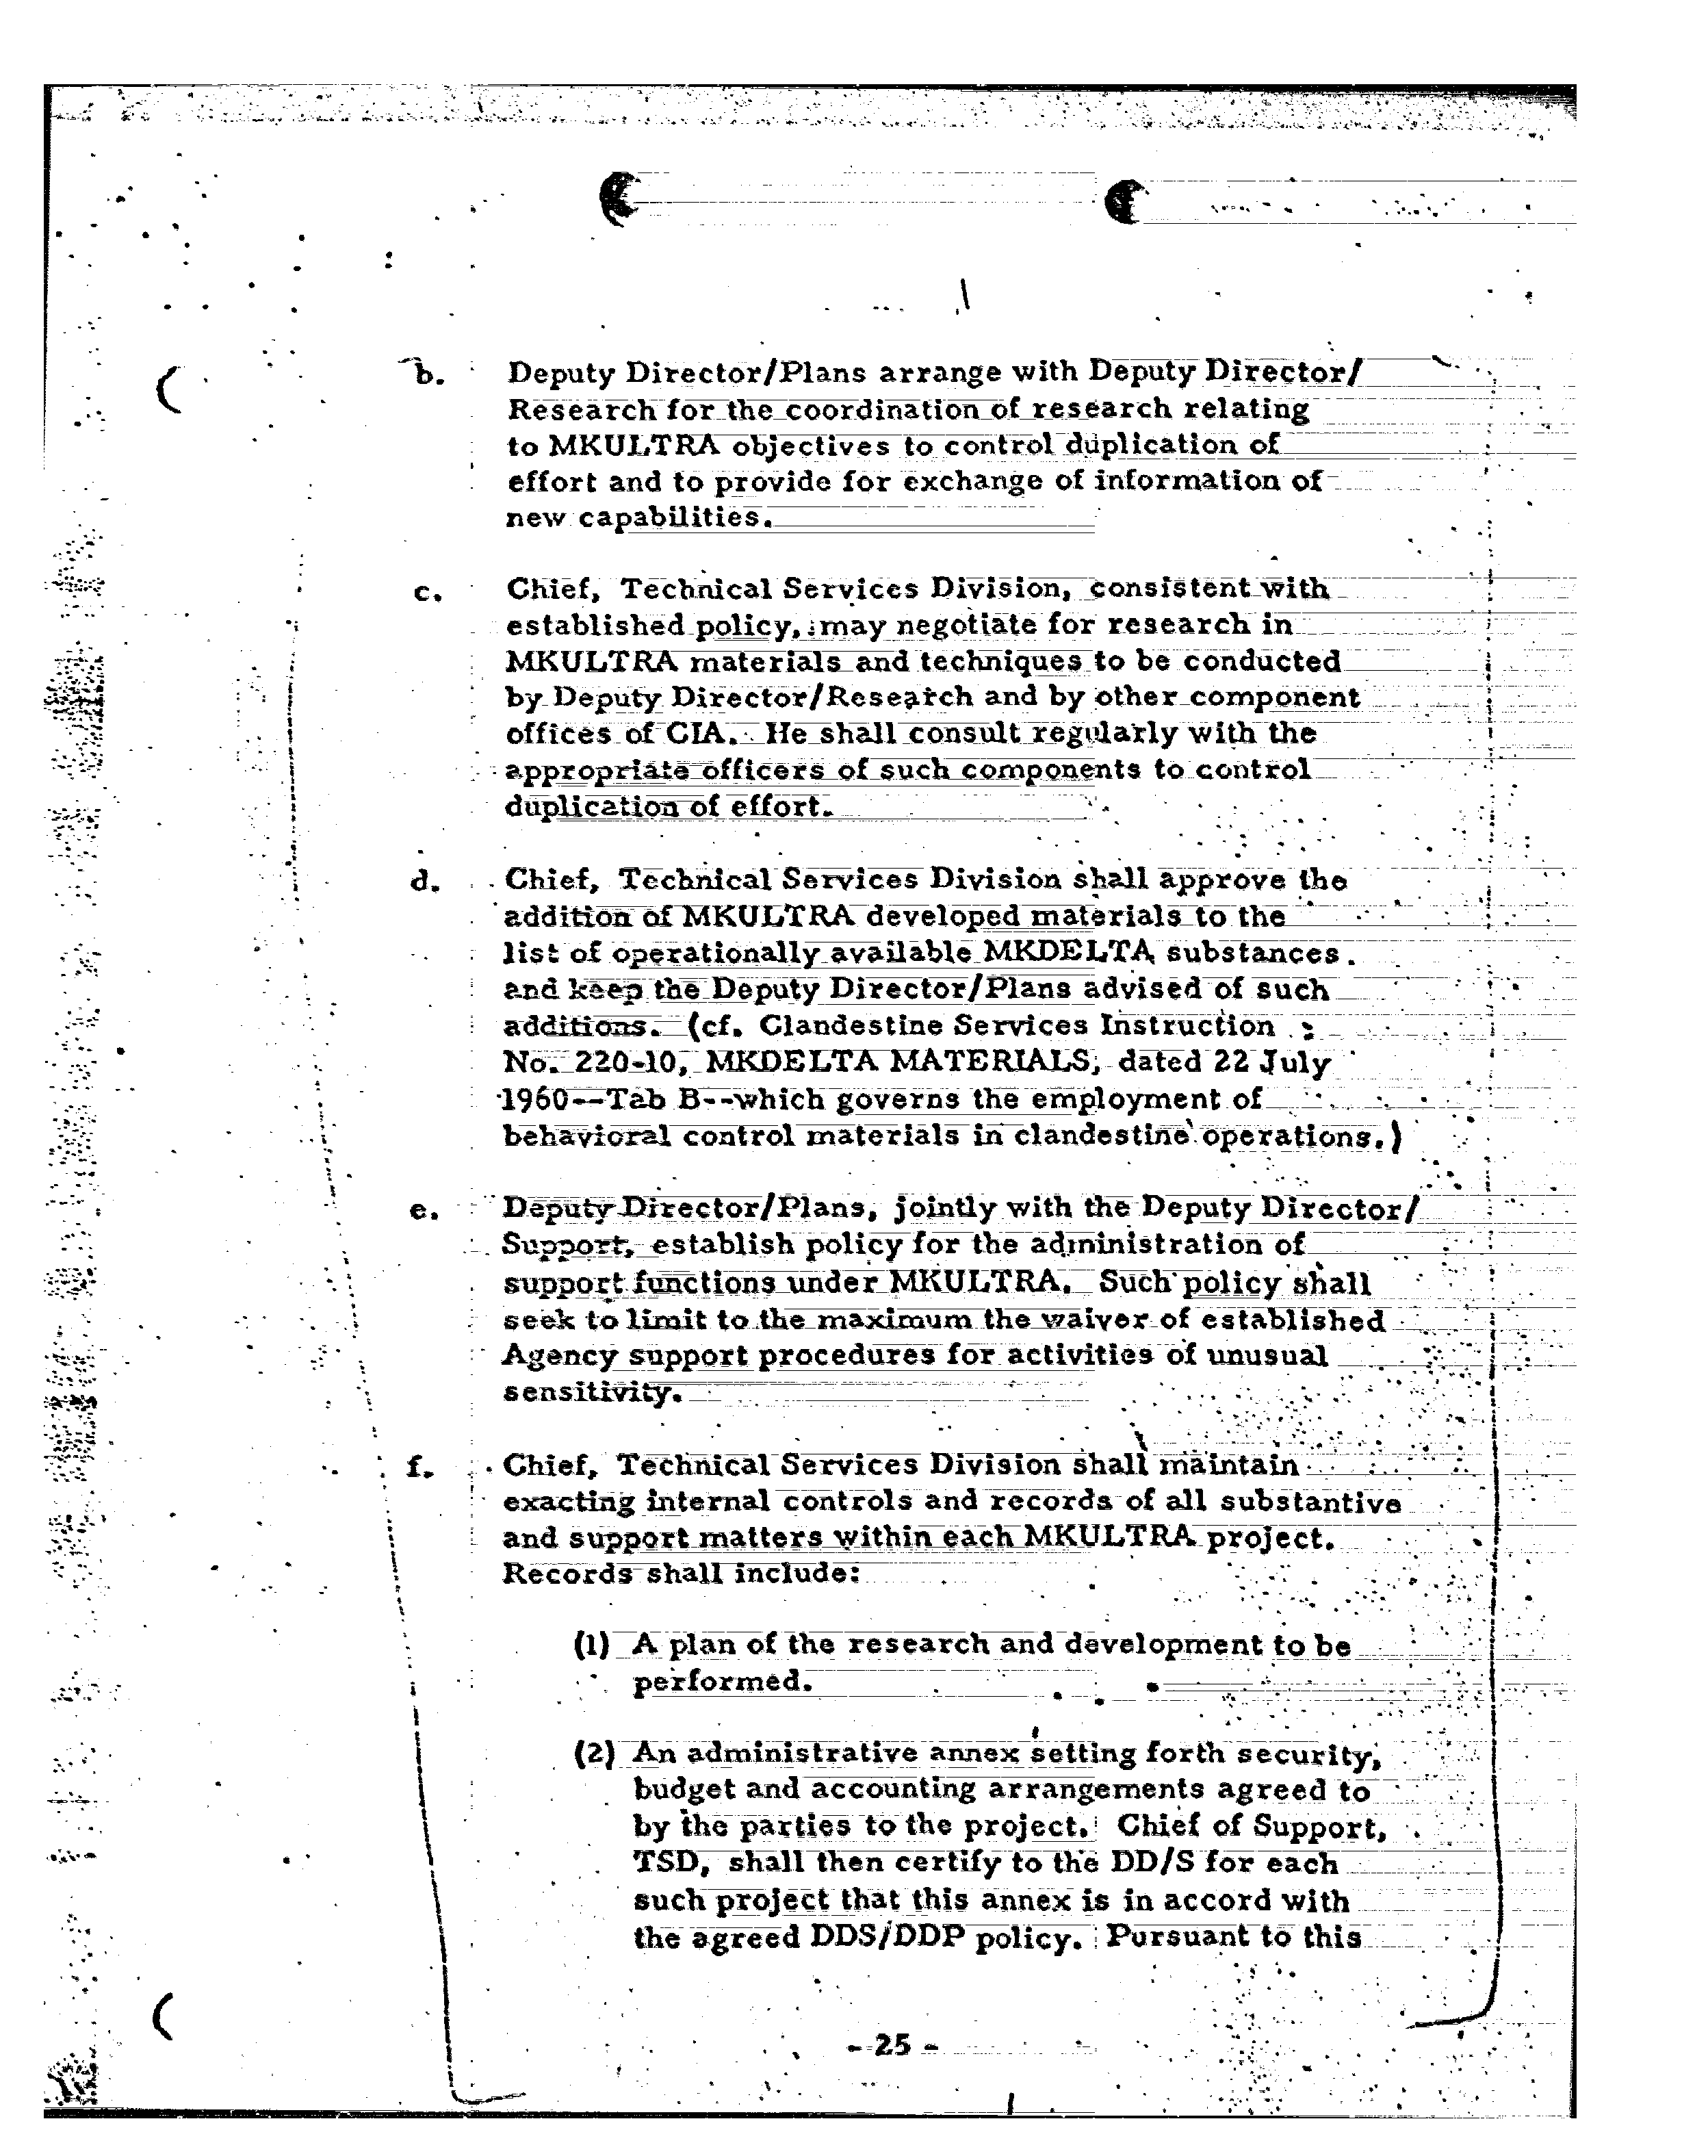 b. Deputy Director/Plans arrange with Deputy Director/
Research for the coordination of research relating
to MKULTRA objectives to control duplication of
effort and to provide for exchange of information of
new capabilities.
c. Chief, Technical Services Division, consistent with
established policy, may negotiate for research in
MKULTRA materials and techniques to be conducted
by Deputy Director/Research and by other component
offices of CIA. He shall consult regularly with the
appropriate officers of such components to control
duplication of effort.
d. Chief, Technical Services Division shall approve the
addition of MKULTRA developed materials to the
list of operationally available MKDELTA substances
and keep the Deputy Director/Plans advised of such
additions. (cf. Clandestine Services Instruction
No. 220-10, MKDELTA MATERIALS, dated 22 July
1960--Tab B--which governs the employment of
behavioral control materials in clandestine operations.)
e. Deputy Director/Plans, jointly with the Deputy Director/
Support, establish policy for the administration of
support functions under MKULTRA. Such policy shall
seek to limit to the maximum the waiver of established
Agency support procedures for activities of unusual
sensitivity.
f. Chief, Technical Services Division shall maintain
exacting internal controls and records of all substantive
and support matters within each MKULTRA project.
Records shall include:
(1) A plan of the research and development to be
performed.
(2) An administrative annex setting forth security,
budget and accounting arrangements agreed to
by the parties to the project. Chief of Support,
TSD, shall then certify to the DD/S for each
such project that this annex is in accord with
the agreed DDS/DDP policy. Pursuant to this
- 25 -